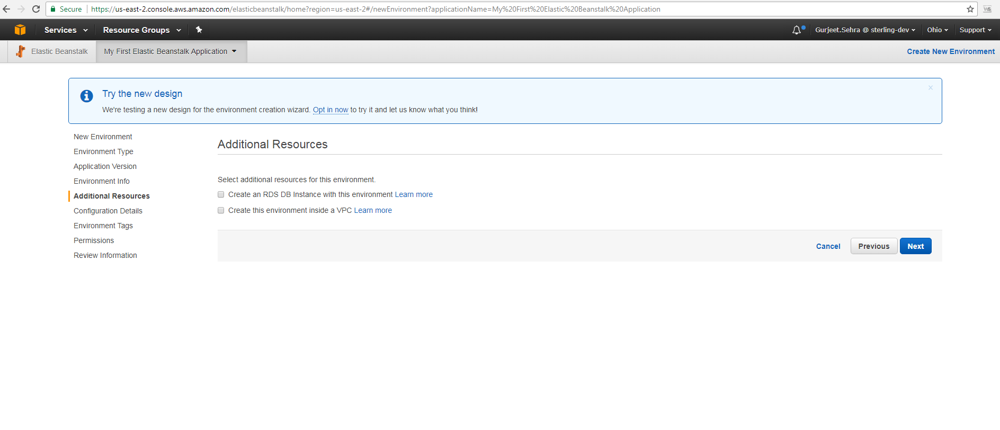 Secure https://us-east-2.console.aws.amazon.com/elasticbeanstalk/home?region=us-east-2#/newEnvironment?applicationName=My%20First%20Elastic%20Beanstalk%20Application
Services Resource Groups Gurjeet.Sehra @ sterling-dev Ohio Support
Elastic Beanstalk My First Elastic Beanstalk Application Create New Environment
Try the new design
We're testing a new design for the environment creation wizard. Opt in now to try it and let us know what you think!
New Environment
Environment Type
Application Version
Environment Info
Additional Resources
Configuration Details
Environment Tags
Permissions
Review Information
Additional Resources
Select additional resources for this environment.
Create an RDS DB Instance with this environment Learn more
Create this environment inside a VPC Learn more
Cancel Previous Next